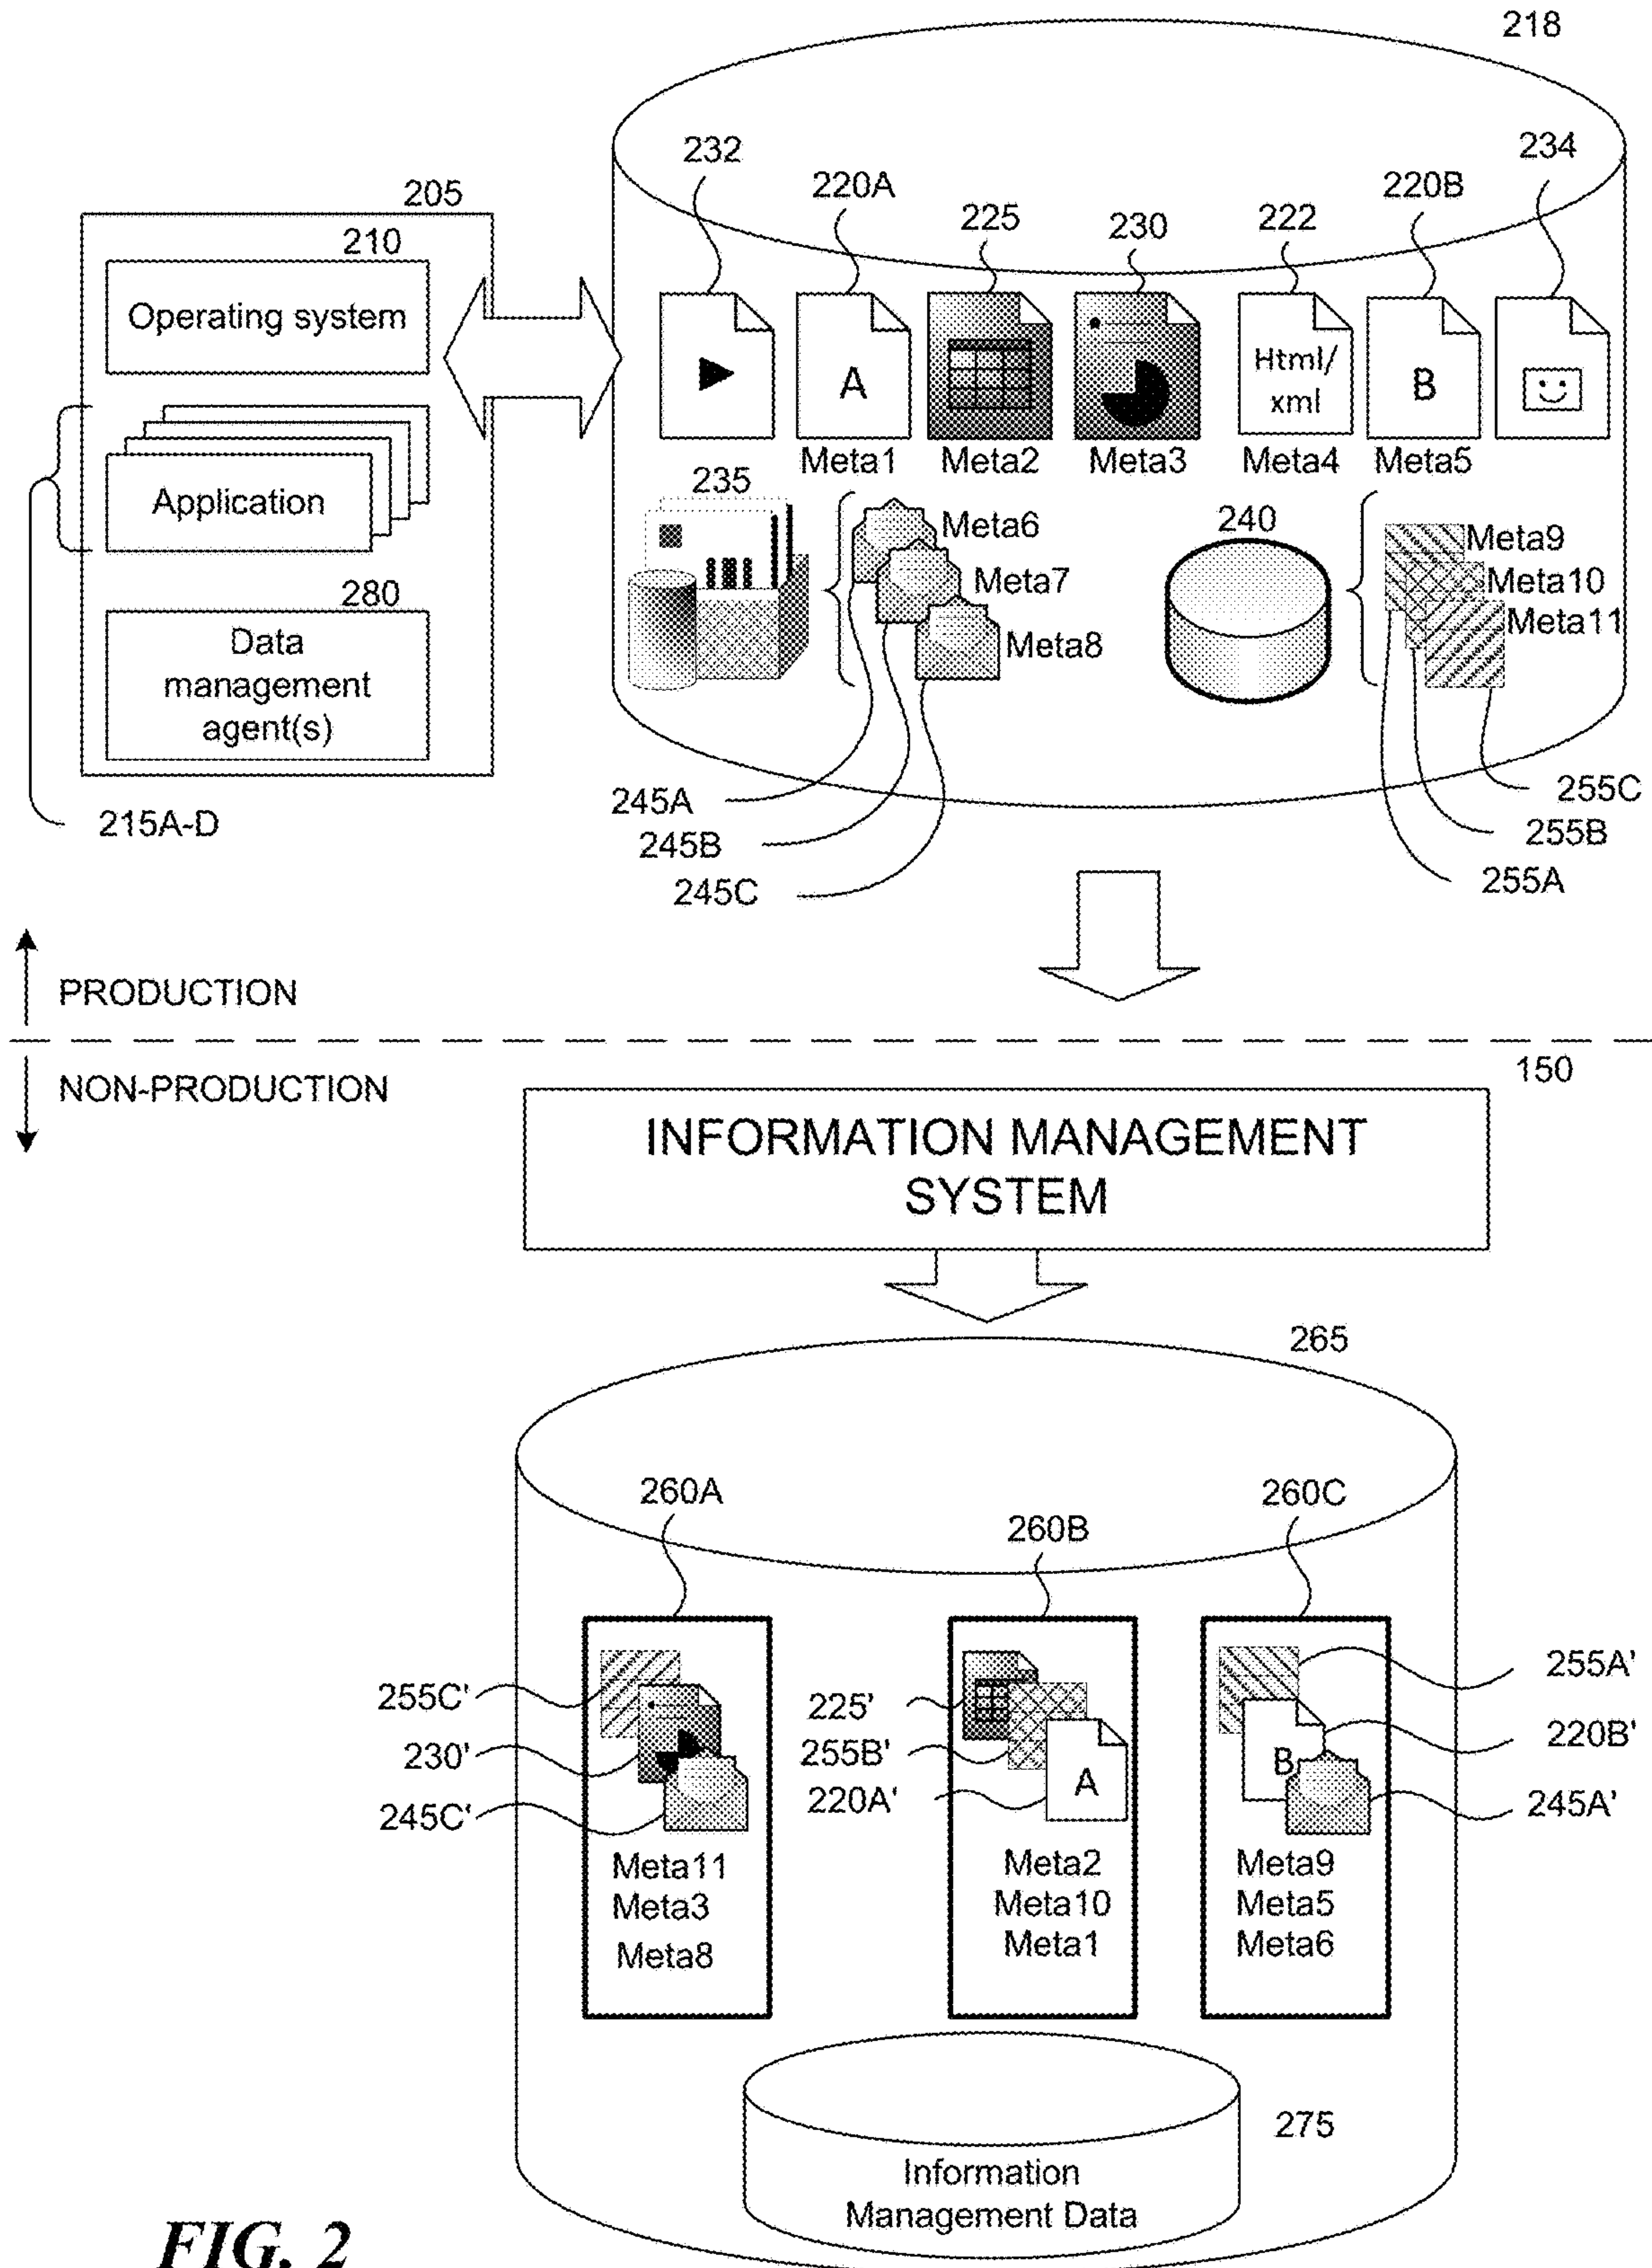 218
232
220A
225
230
222
220B
234
205
210
Operating system
A
Html/
xml
B
Meta1
Meta2
Meta3
Meta4
Meta5
Application
235
Meta6
Meta7
Meta8
240
Meta9
Meta10
Meta11
280
Data
management
agent(s)
215A-D
245A
245B
245C
255C
255B
255A
PRODUCTION
NON-PRODUCTION
150
INFORMATION MANAGEMENT
SYSTEM
265
260A
260B
260C
255C'
230'
245C'
225'
255B'
220A'
A
B
255A'
220B'
245A'
Meta11
Meta3
Meta8
Meta2
Meta10
Meta1
Meta9
Meta5
Meta6
275
Information
Management Data
FIG. 2